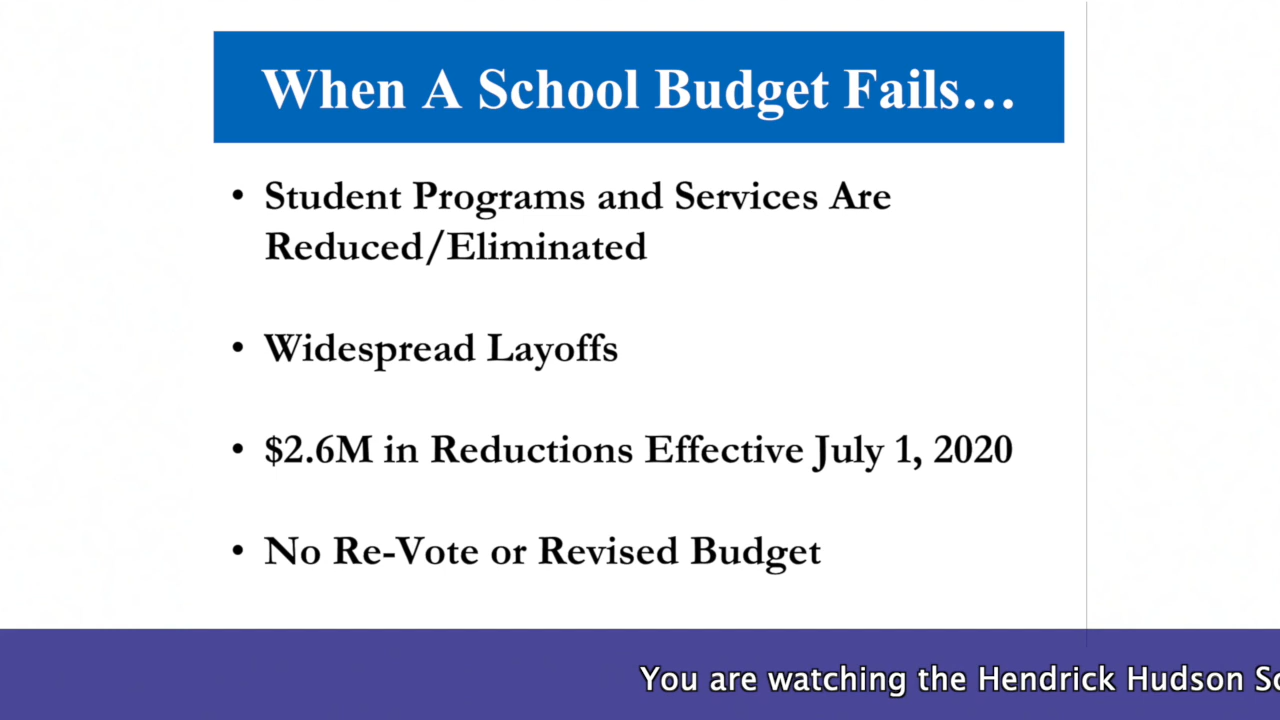 When A School Budget Fails…
• Student Programs and Services Are
Reduced/Eliminated
• Widespread Layoffs
• $2.6M in Reductions Effective July 1, 2020
• No Re-Vote or Revised Budget
You are watching the Hendrick Hudson